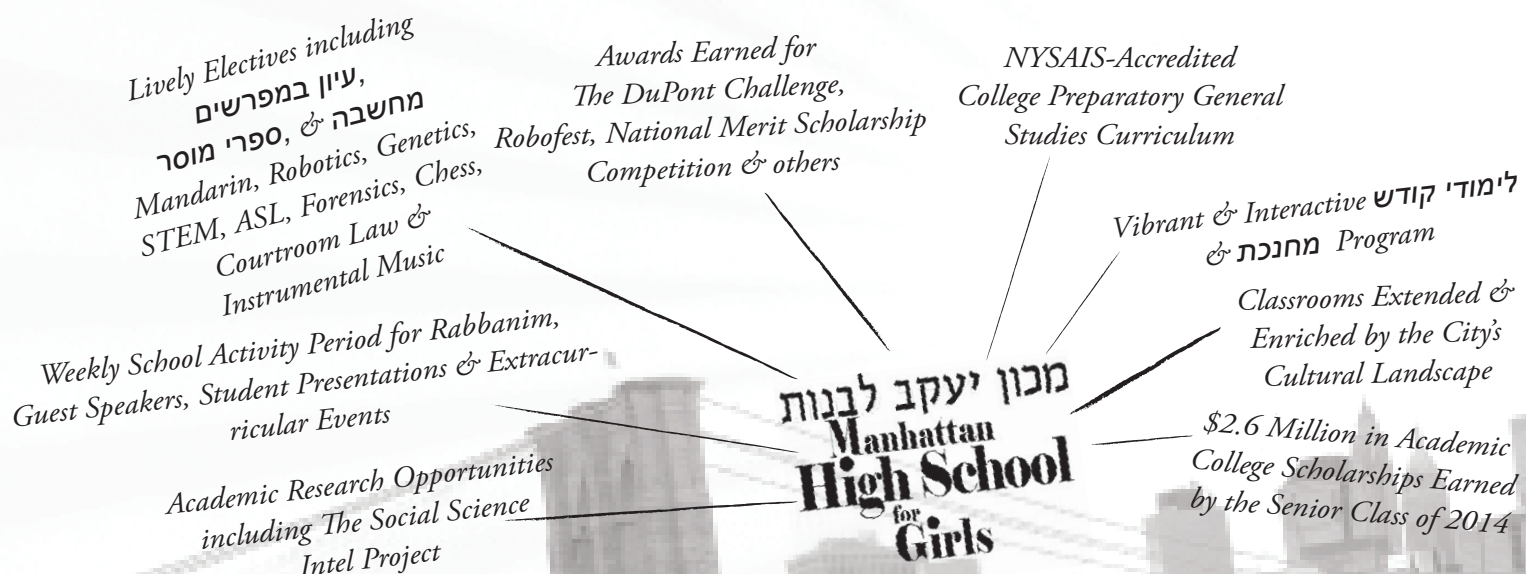 Lively Electives including
עיון במפרשים,
ספרי מוסר, & מחשבה
Mandarin, Robotics, Genetics,
STEM, ASL, Forensics, Chess,
Courtroom Law &
Instrumental Music
Awards Earned for
The DuPont Challenge,
Robofest, National Merit Scholarship
Competition & others
NYSAIS-Accredited
College Preparatory General
Studies Curriculum
Vibrant & Interactive לימודי קודש
& מחנכת Program
Classrooms Extended &
Enriched by the City's
Cultural Landscape
$2.6 Million in Academic
College Scholarships Earned
by the Senior Class of 2014
Weekly School Activity Period for Rabbanim,
Guest Speakers, Student Presentations & Extracur-
ricular Events
Academic Research Opportunities
including The Social Science
Intel Project
מכון יעקב לבנות
Manhattan
High School
for
Girls